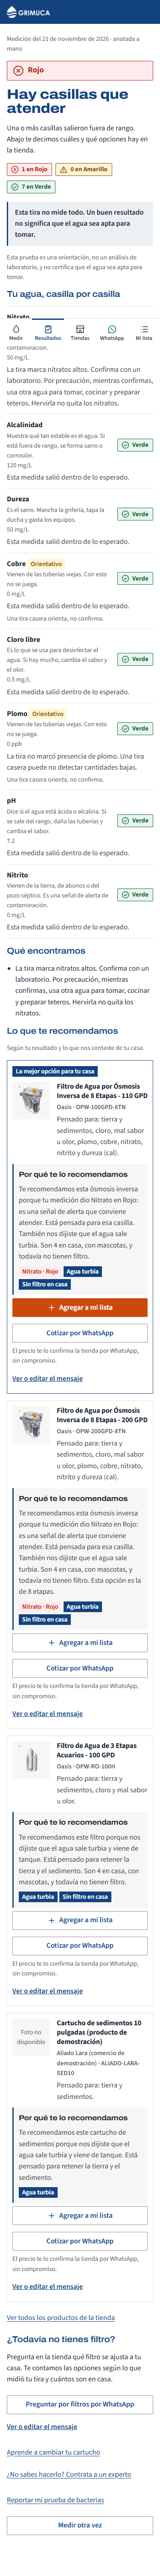 GRIMUCA
Medición del 21 de noviembre de 2026 · anotada a
mano
Rojo
Hay casillas que
atender
Una o más casillas salieron fuera de rango.
Abajo te decimos cuáles y qué opciones hay en
la tienda.
1 en Rojo
0 en Amarillo
7 en Verde
Esta tira no mide todo. Un buen resultado
no significa que el agua sea apta para
tomar.
Esta prueba es una orientación, no un análisis de
laboratorio, y no certifica que el agua sea apta para
tomar.
Tu agua, casilla por casilla
Nitrato
Medir
Resultados
Tiendas
WhatsApp
Mi lista
contaminación.
50 mg/L
La tira marca nitratos altos. Confirma con un
laboratorio. Por precaución, mientras confirmas,
usa otra agua para tomar, cocinar y preparar
teteros. Hervirla no quita los nitratos.
Alcalinidad
Muestra qué tan estable es el agua. Si
está fuera de rango, se forma sarro o
corrosión.
120 mg/L
Verde
Esta medida salió dentro de lo esperado.
Dureza
Es el sarro. Mancha la grifería, tapa la
ducha y gasta los equipos.
50 mg/L
Verde
Esta medida salió dentro de lo esperado.
Cobre Orientativo
Vienen de las tuberías viejas. Con esto
no se juega.
0 mg/L
Verde
Esta medida salió dentro de lo esperado.
Una tira casera orienta, no confirma.
Cloro libre
Es lo que se usa para desinfectar el
agua. Si hay mucho, cambia el sabor y
el olor.
0.5 mg/L
Verde
Esta medida salió dentro de lo esperado.
Plomo Orientativo
Vienen de las tuberías viejas. Con esto
no se juega.
0 ppb
Verde
La tira no marcó presencia de plomo. Una tira
casera puede no detectar cantidades bajas.
Una tira casera orienta, no confirma.
pH
Dice si el agua está ácida o alcalina. Si
se sale del rango, daña las tuberías y
cambia el sabor.
7.2
Verde
Esta medida salió dentro de lo esperado.
Nitrito
Vienen de la tierra, de abonos o del
pozo séptico. Es una señal de alerta de
contaminación.
0 mg/L
Verde
Esta medida salió dentro de lo esperado.
Qué encontramos
• La tira marca nitratos altos. Confirma con un
laboratorio. Por precaución, mientras
confirmas, usa otra agua para tomar, cocinar
y preparar teteros. Hervirla no quita los
nitratos.
Lo que te recomendamos
Según tu resultado y lo que nos contaste de tu casa.
La mejor opción para tu casa
Filtro de Agua por Ósmosis
Inversa de 8 Etapas - 110 GPD
Oasis · OPW-100GPD-8TN
Pensado para: tierra y
sedimentos, cloro, mal sabor
u olor, plomo, cobre, nitrato,
nitrito y dureza (cal).
Por qué te lo recomendamos
Te recomendamos esta ósmosis inversa
porque tu medición dio Nitrato en Rojo:
es una señal de alerta que conviene
atender. Está pensada para esa casilla.
También nos dijiste que el agua sale
turbia. Son 4 en casa, con mascotas, y
todavía no tienen filtro.
Nitrato · Rojo
Agua turbia
Sin filtro en casa
Agregar a mi lista
Cotizar por WhatsApp
El precio te lo confirma la tienda por WhatsApp,
sin compromiso.
Ver o editar el mensaje
Filtro de Agua por Ósmosis
Inversa de 8 Etapas - 200 GPD
Oasis · OPW-200GPD-8TN
Pensado para: tierra y
sedimentos, cloro, mal sabor
u olor, plomo, cobre, nitrato,
nitrito y dureza (cal).
Por qué te lo recomendamos
Te recomendamos esta ósmosis inversa
porque tu medición dio Nitrato en Rojo:
es una señal de alerta que conviene
atender. Está pensada para esa casilla.
También nos dijiste que el agua sale
turbia. Son 4 en casa, con mascotas, y
todavía no tienen filtro. Esta opción es la
de 8 etapas.
Nitrato · Rojo
Agua turbia
Sin filtro en casa
Agregar a mi lista
Cotizar por WhatsApp
El precio te lo confirma la tienda por WhatsApp,
sin compromiso.
Ver o editar el mensaje
Filtro de Agua de 3 Etapas
Acuarios - 100 GPD
Oasis · OPW-RO-100H
Pensado para: tierra y
sedimentos, cloro y mal sabor
u olor.
Por qué te lo recomendamos
Te recomendamos este filtro porque nos
dijiste que el agua sale turbia y viene de
tanque. Está pensado para retener la
tierra y el sedimento. Son 4 en casa, con
mascotas, y todavía no tienen filtro.
Agua turbia
Sin filtro en casa
Agregar a mi lista
Cotizar por WhatsApp
El precio te lo confirma la tienda por WhatsApp,
sin compromiso.
Ver o editar el mensaje
Foto no
disponible
Cartucho de sedimentos 10
pulgadas (producto de
demostración)
Aliado Lara (comercio de
demostración) · ALIADO-LARA-
SED10
Pensado para: tierra y
sedimentos.
Por qué te lo recomendamos
Te recomendamos este cartucho de
sedimentos porque nos dijiste que el
agua sale turbia y viene de tanque. Está
pensado para retener la tierra y el
sedimento.
Agua turbia
Agregar a mi lista
Cotizar por WhatsApp
El precio te lo confirma la tienda por WhatsApp,
sin compromiso.
Ver o editar el mensaje
Ver todos los productos de la tienda
¿Todavía no tienes filtro?
Pregunta en la tienda qué filtro se ajusta a tu
casa. Te contamos las opciones según lo que
midió tu tira y cuántos son en casa.
Preguntar por filtros por WhatsApp
Ver o editar el mensaje
Aprende a cambiar tu cartucho
¿No sabes hacerlo? Contrata a un experto
Reportar mi prueba de bacterias
Medir otra vez